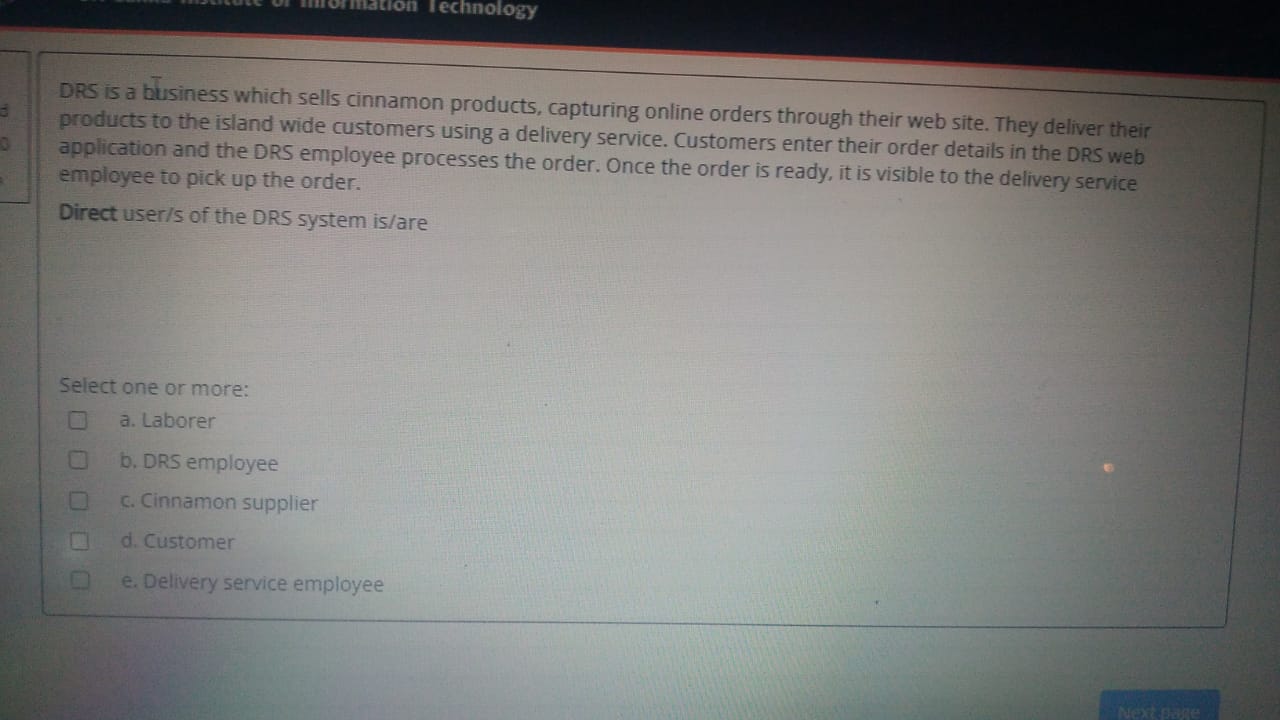 of Information Technology
DRS is a business which sells cinnamon products, capturing online orders through their web site. They deliver their
products to the island wide customers using a delivery service. Customers enter their order details in the DRS web
application and the DRS employee processes the order. Once the order is ready, it is visible to the delivery service
employee to pick up the order.
Direct user/s of the DRS system is/are
Select one or more:
a. Laborer
b. DRS employee
c. Cinnamon supplier
d. Customer
e. Delivery service employee
Next page